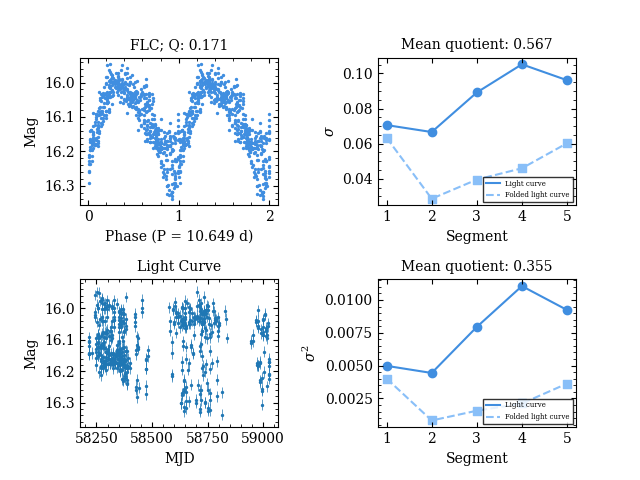 FLC; Q: 0.171
Mag
16.0
16.1
16.2
16.3
0
1
2
Phase (P = 10.649 d)
Mean quotient: 0.567
σ
0.10
0.08
0.06
0.04
Light curve
Folded light curve
1
2
3
4
5
Segment
Light Curve
Mag
16.0
16.1
16.2
16.3
58250
58500
58750
59000
MJD
Mean quotient: 0.355
σ²
0.0100
0.0075
0.0050
0.0025
Light curve
Folded light curve
1
2
3
4
5
Segment